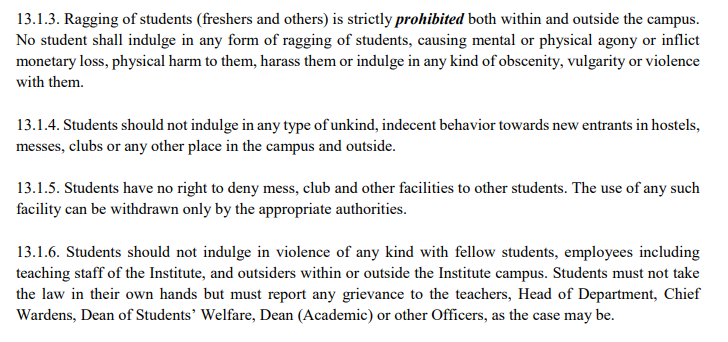 13.1.3. Ragging of students (freshers and others) is strictly prohibited both within and outside the campus.
No student shall indulge in any form of ragging of students, causing mental or physical agony or inflict
monetary loss, physical harm to them, harass them or indulge in any kind of obscenity, vulgarity or violence
with them.
13.1.4. Students should not indulge in any type of unkind, indecent behavior towards new entrants in hostels,
messes, clubs or any other place in the campus and outside.
13.1.5. Students have no right to deny mess, club and other facilities to other students. The use of any such
facility can be withdrawn only by the appropriate authorities.
13.1.6. Students should not indulge in violence of any kind with fellow students, employees including
teaching staff of the Institute, and outsiders within or outside the Institute campus. Students must not take
the law in their own hands but must report any grievance to the teachers, Head of Department, Chief
Wardens, Dean of Students’ Welfare, Dean (Academic) or other Officers, as the case may be.